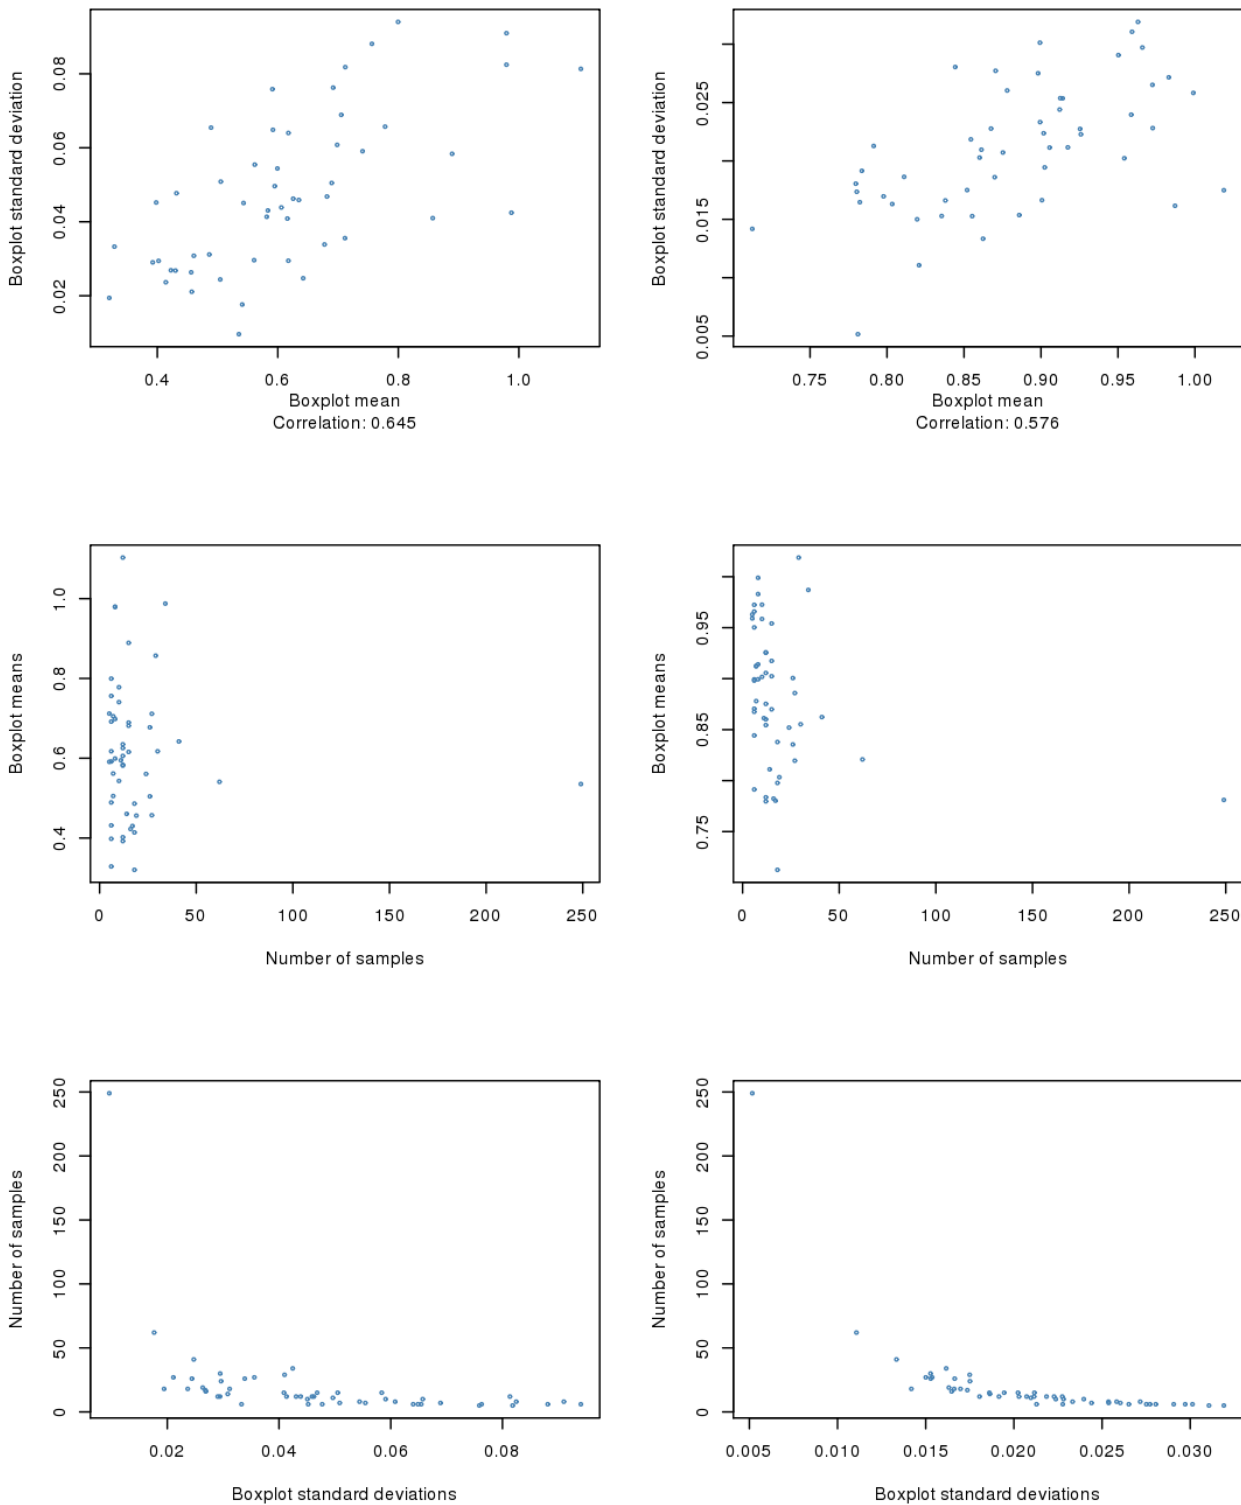 Boxplot standard deviation
0.02 0.04 0.06 0.08
0.4 0.6 0.8 1.0
Boxplot mean
Correlation: 0.645
Boxplot standard deviation
0.005 0.015 0.025
0.75 0.80 0.85 0.90 0.95 1.00
Boxplot mean
Correlation: 0.576
Boxplot means
0.4 0.6 0.8 1.0
0 50 100 150 200 250
Number of samples
Boxplot means
0.75 0.85 0.95
0 50 100 150 200 250
Number of samples
Number of samples
0 50 100 150 200 250
0.02 0.04 0.06 0.08
Boxplot standard deviations
Number of samples
0 50 100 150 200 250
0.005 0.010 0.015 0.020 0.025 0.030
Boxplot standard deviations